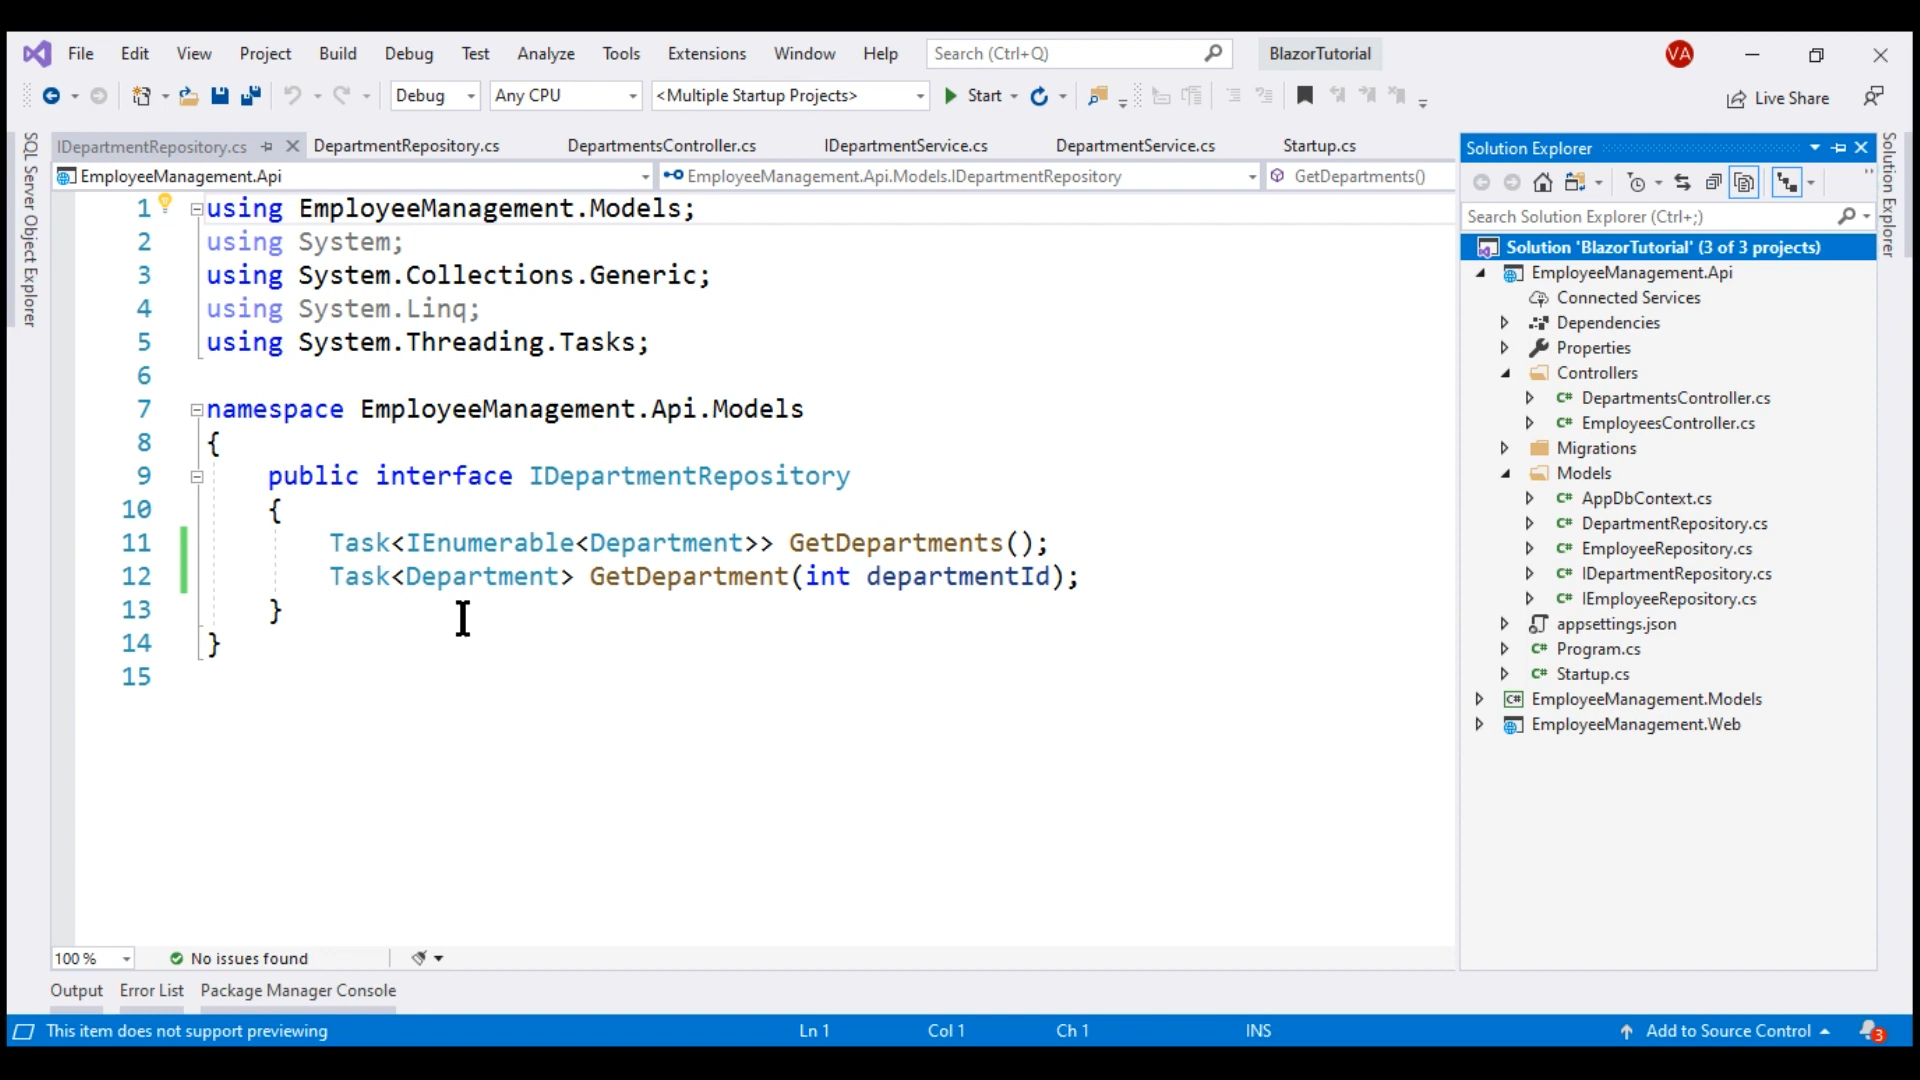 File Edit View Project Build Debug Test Analyze Tools Extensions Window Help Search (Ctrl+Q) BlazorTutorial VA
Debug Any CPU <Multiple Startup Projects> Start Live Share
IDepartmentRepository.cs DepartmentRepository.cs DepartmentsController.cs IDepartmentService.cs DepartmentService.cs Startup.cs
EmployeeManagement.Api EmployeeManagement.Api.Models.IDepartmentRepository GetDepartments()
SQL Server Object Explorer
1 using EmployeeManagement.Models;
2 using System;
3 using System.Collections.Generic;
4 using System.Linq;
5 using System.Threading.Tasks;
6
7 namespace EmployeeManagement.Api.Models
8 {
9 public interface IDepartmentRepository
10 {
11 Task<IEnumerable<Department>> GetDepartments();
12 Task<Department> GetDepartment(int departmentId);
13 }
14 }
15
100 % No issues found
Output Error List Package Manager Console
Solution Explorer
Search Solution Explorer (Ctrl+;)
Solution 'BlazorTutorial' (3 of 3 projects)
EmployeeManagement.Api
Connected Services
Dependencies
Properties
Controllers
C# DepartmentsController.cs
C# EmployeesController.cs
Migrations
Models
C# AppDbContext.cs
C# DepartmentRepository.cs
C# EmployeeRepository.cs
C# IDepartmentRepository.cs
C# IEmployeeRepository.cs
appsettings.json
C# Program.cs
C# Startup.cs
C# EmployeeManagement.Models
EmployeeManagement.Web
Solution Explorer
This item does not support previewing Ln 1 Col 1 Ch 1 INS Add to Source Control 3